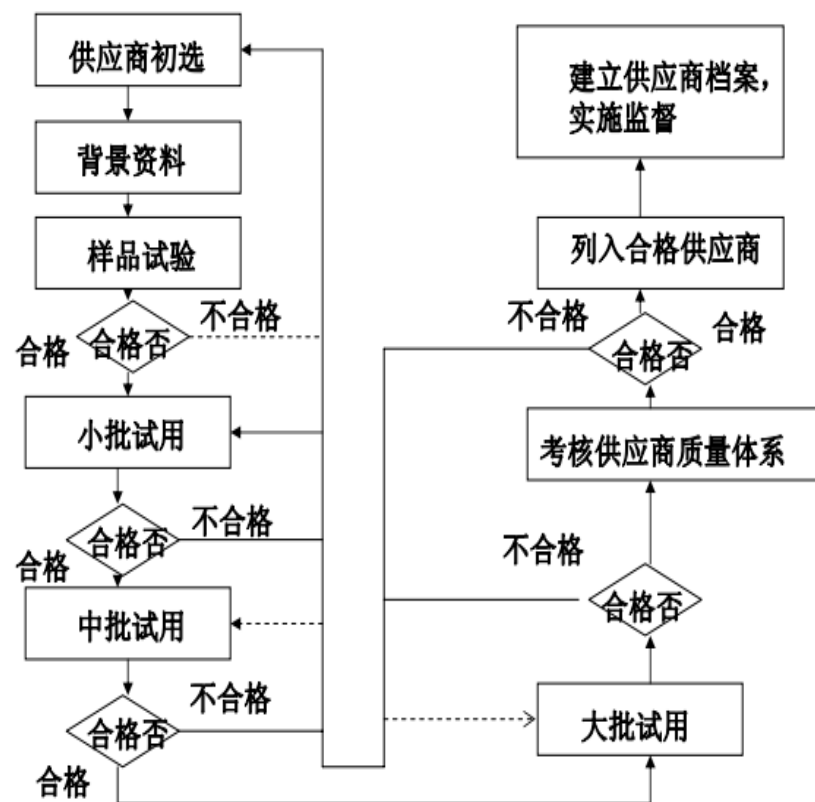 供应商初选
背景资料
样品试验
合格否
不合格
合格
小批试用
合格否
不合格
合格
中批试用
合格否
不合格
合格
建立供应商档案，
实施监督
列入合格供应商
不合格
合格否
合格
考核供应商质量体系
不合格
合格否
大批试用